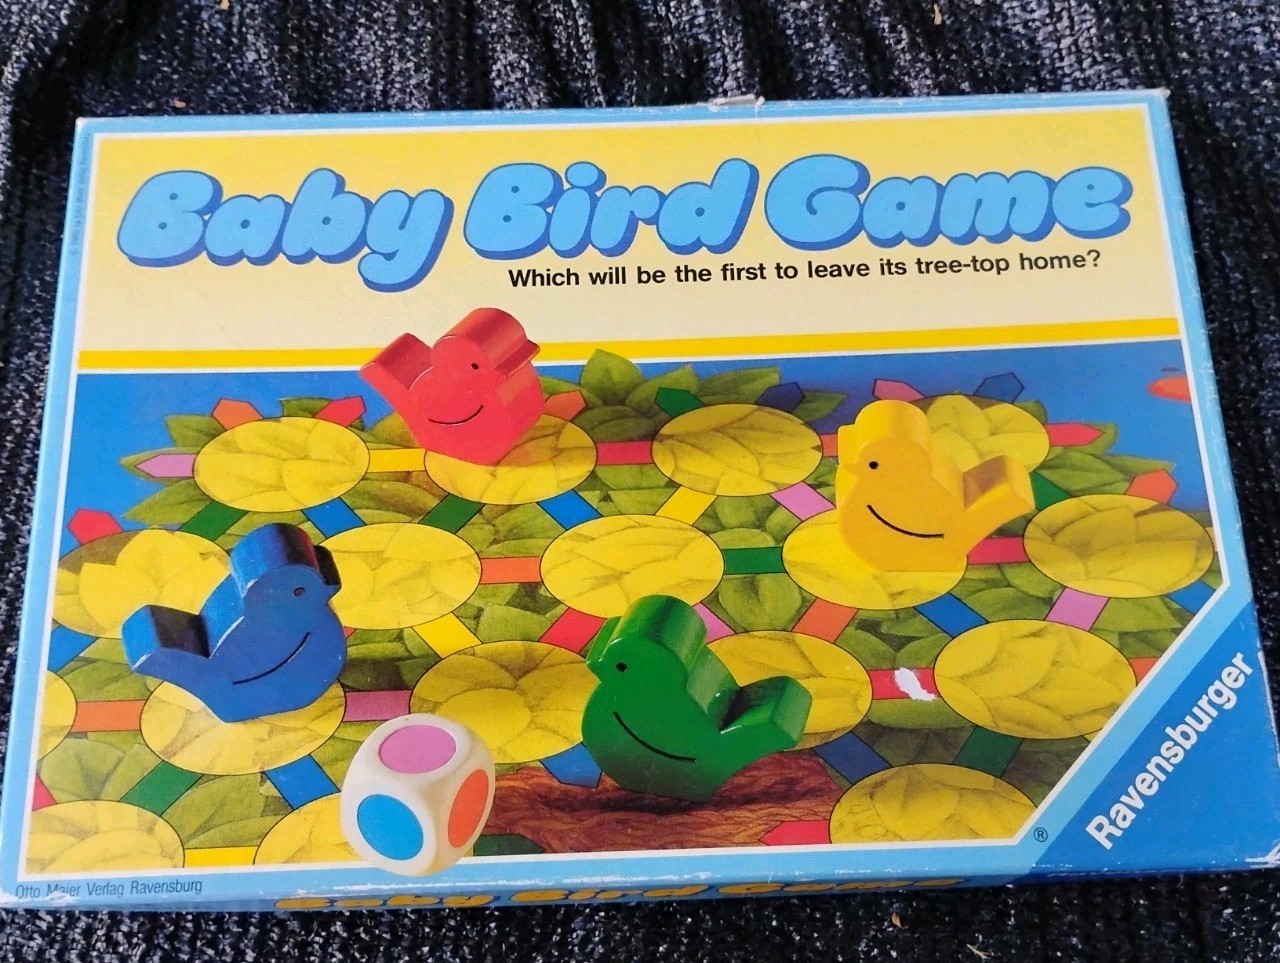 Baby Bird Game
Which will be the first to leave its tree-top home?
Ravensburger
®
Otto Maier Verlag Ravensburg
Baby Bird Game